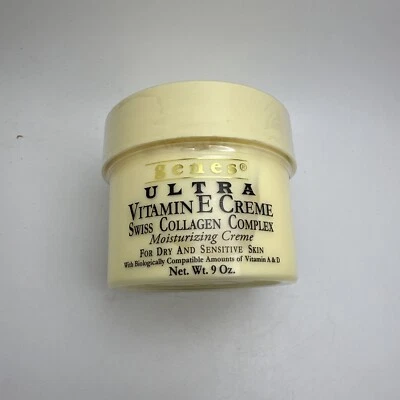 genes®
ULTRA
VITAMIN E CREME
SWISS COLLAGEN COMPLEX
Moisturizing Creme
FOR DRY AND SENSITIVE SKIN
With Biologically Compatible Amounts of Vitamin A & D
Net. Wt. 9 Oz.